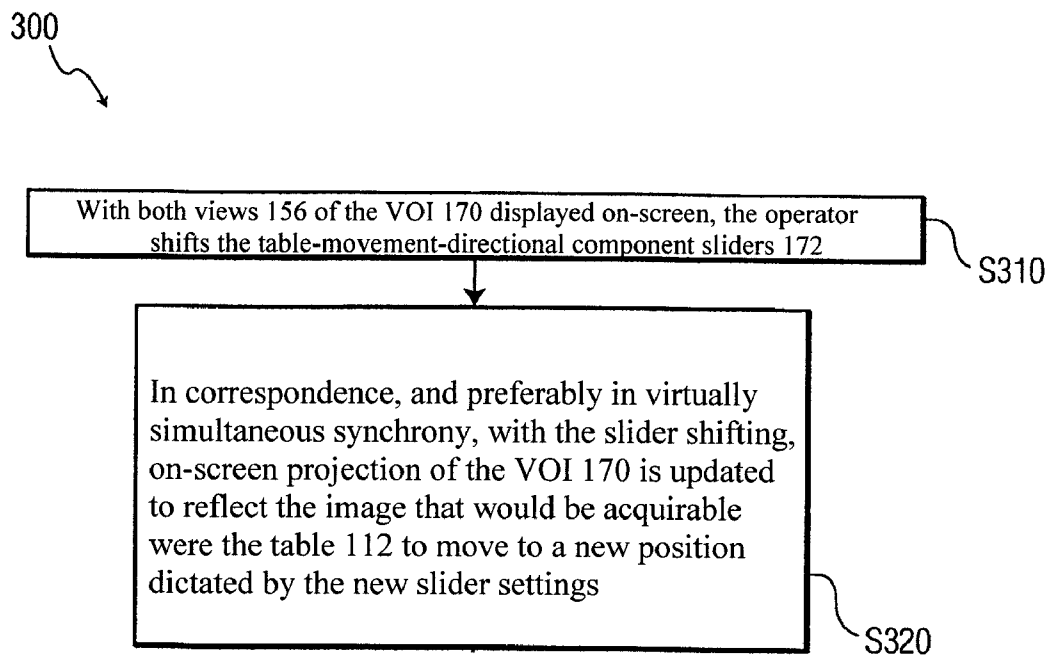 300
With both views 156 of the VOI 170 displayed on-screen, the operator
shifts the table-movement-directional component sliders 172
S310
In correspondence, and preferably in virtually
simultaneous synchrony, with the slider shifting,
on-screen projection of the VOI 170 is updated
to reflect the image that would be acquirable
were the table 112 to move to a new position
dictated by the new slider settings
S320